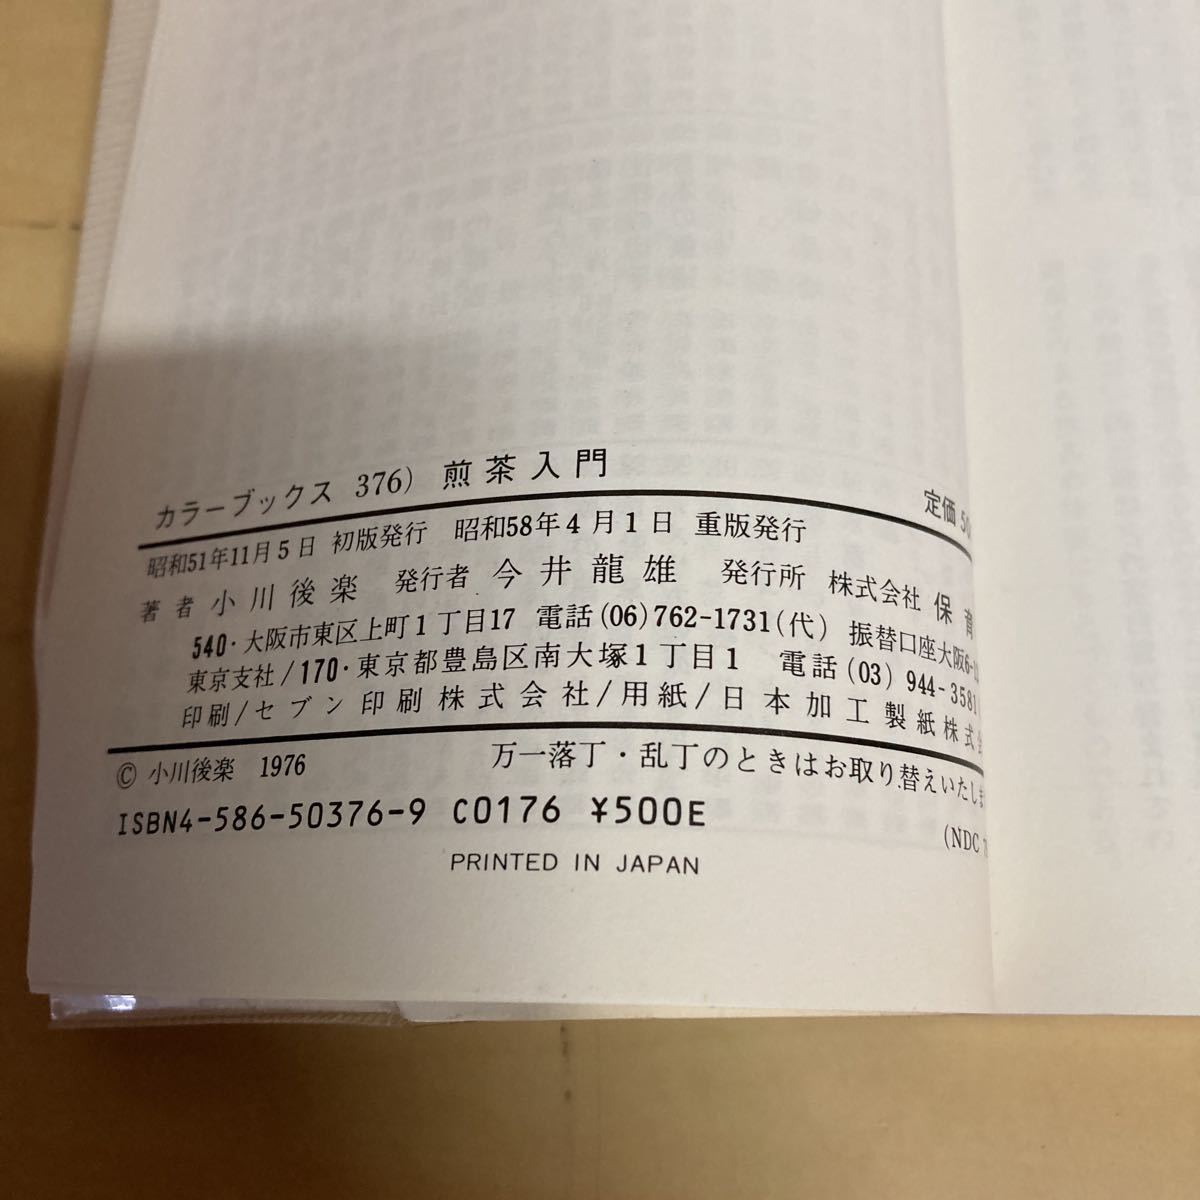 カラーブックス 376) 煎茶入門
定価 50
昭和51年11月5日 初版発行 昭和58年4月1日 重版発行
著者 小川後楽 発行者 今井龍雄 発行所 株式会社 保育
540・大阪市東区上町1丁目17 電話(06)762-1731(代) 振替口座大阪6-1
東京支社/170・東京都豊島区南大塚1丁目1 電話(03) 944-3581
印刷/セブン印刷株式会社/用紙/日本加工製紙株式会
© 小川後楽 1976 万一落丁・乱丁のときはお取り替えいたしま
ISBN4-586-50376-9 C0176 ¥500E
(NDC 7
PRINTED IN JAPAN